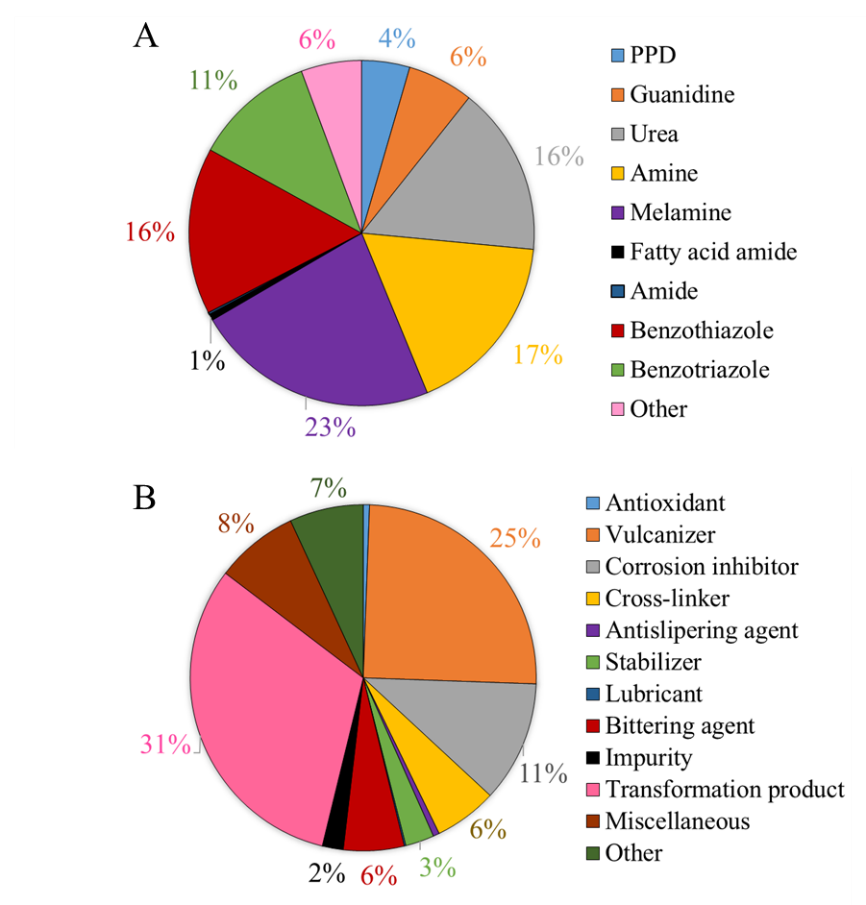 A
6%
4%
6%
11%
16%
16%
17%
1%
23%
PPD
Guanidine
Urea
Amine
Melamine
Fatty acid amide
Amide
Benzothiazole
Benzotriazole
Other
B
7%
8%
25%
31%
11%
6%
2%
6%
3%
Antioxidant
Vulcanizer
Corrosion inhibitor
Cross-linker
Antislipering agent
Stabilizer
Lubricant
Bittering agent
Impurity
Transformation product
Miscellaneous
Other